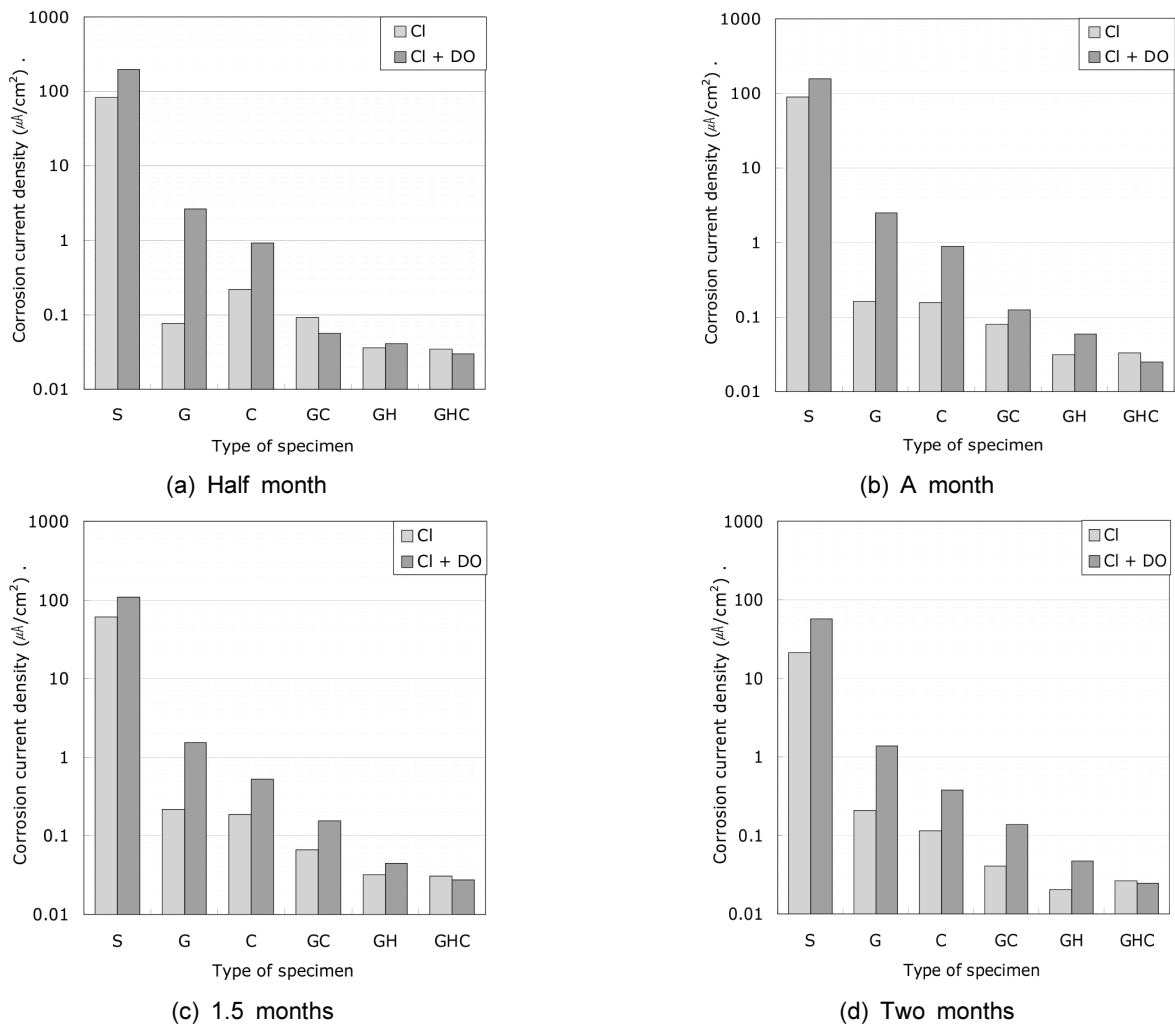 1000
100
10
1
0.1
0.01
Corrosion current density (㎂/cm²) .
Cl
Cl + DO
S G C GC GH GHC
Type of specimen
(a) Half month
1000
100
10
1
0.1
0.01
Corrosion current density (㎂/cm²) .
Cl
Cl + DO
S G C GC GH GHC
Type of specimen
(b) A month
1000
100
10
1
0.1
0.01
Corrosion current density (㎂/cm²) .
Cl
Cl + DO
S G C GC GH GHC
Type of specimen
(c) 1.5 months
1000
100
10
1
0.1
0.01
Corrosion current density (㎂/cm²) .
Cl
Cl + DO
S G C GC GH GHC
Type of specimen
(d) Two months